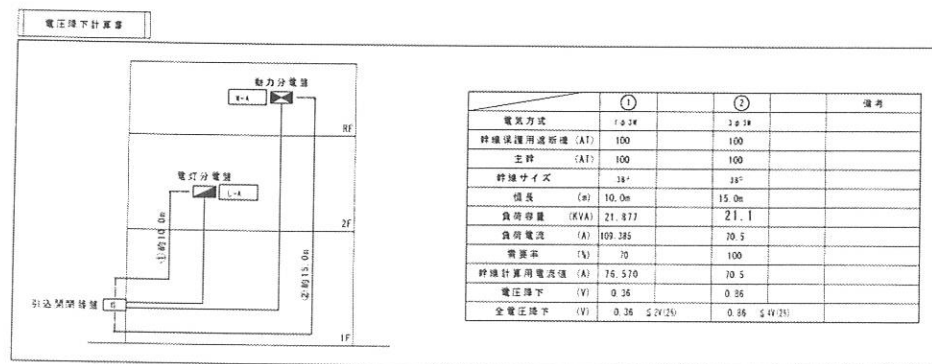 電圧降下計算書
動力分電盤
M-A
RF
電灯分電盤
L-A
2F
①約10.0m
②約15.0m
引込開閉器盤
1F
① ② 備考
電気方式 1φ3W 3φ3W
幹線保護用遮断機 (AT) 100 100
主幹 (AT) 100 100
幹線サイズ 38° 38°
恒長 (m) 10.0m 15.0m
負荷容量 (KVA) 21.877 21.1
負荷電流 (A) 109.385 70.5
需要率 (%) 70 100
幹線計算用電流値 (A) 76.570 70.5
電圧降下 (V) 0.36 0.86
全電圧降下 (V) 0.36 ≦2V(2%) 0.86 ≦4V(2%)